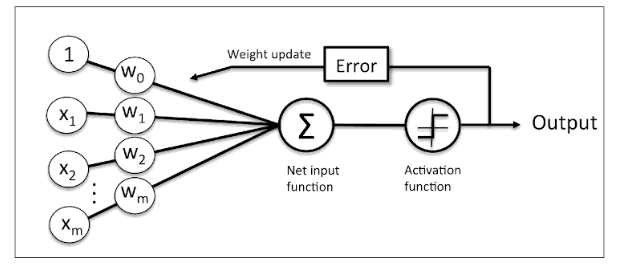 1
w0
Weight update
Error
x1
w1
Σ
Output
x2
w2
Net input
function
Activation
function
⋮
wm
xm